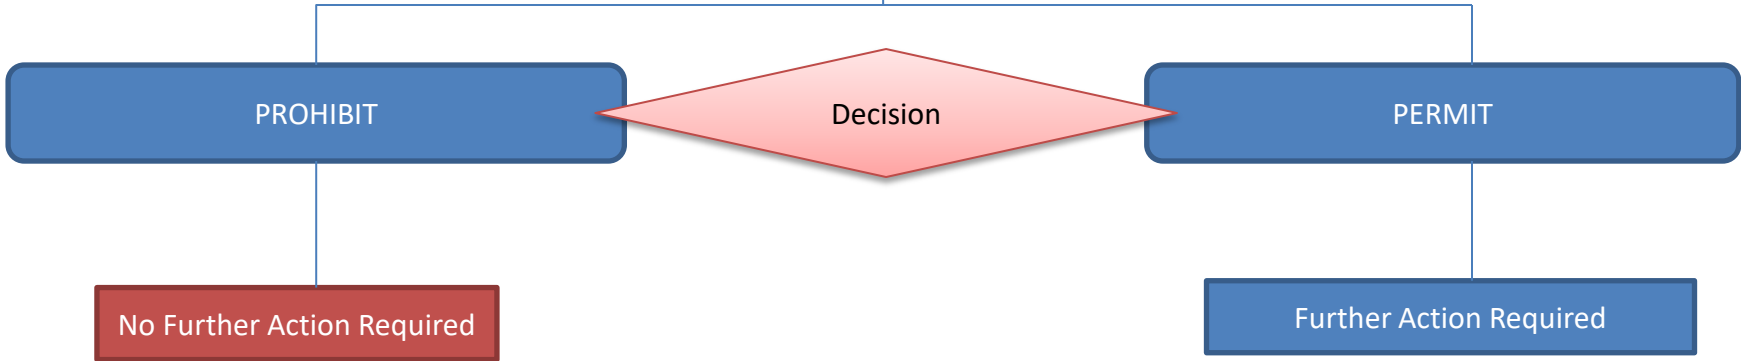 PROHIBIT
Decision
PERMIT
No Further Action Required
Further Action Required